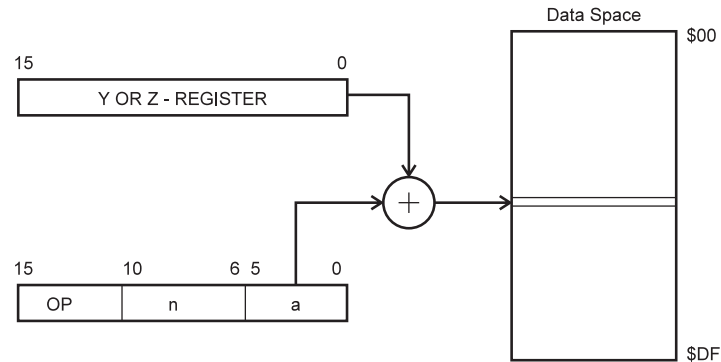 Data Space
$00
15 0
Y OR Z - REGISTER
+
15 10 6 5 0
OP n a
$DF